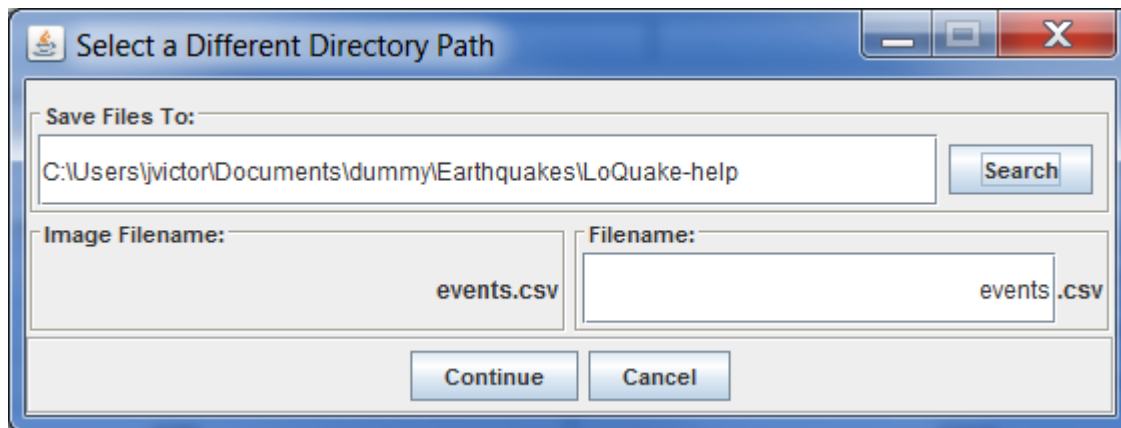 Select a Different Directory Path
Save Files To:
C:\Users\jvictor\Documents\dummy\Earthquakes\LoQuake-help
Search
Image Filename:
events.csv
Filename:
events .csv
Continue
Cancel